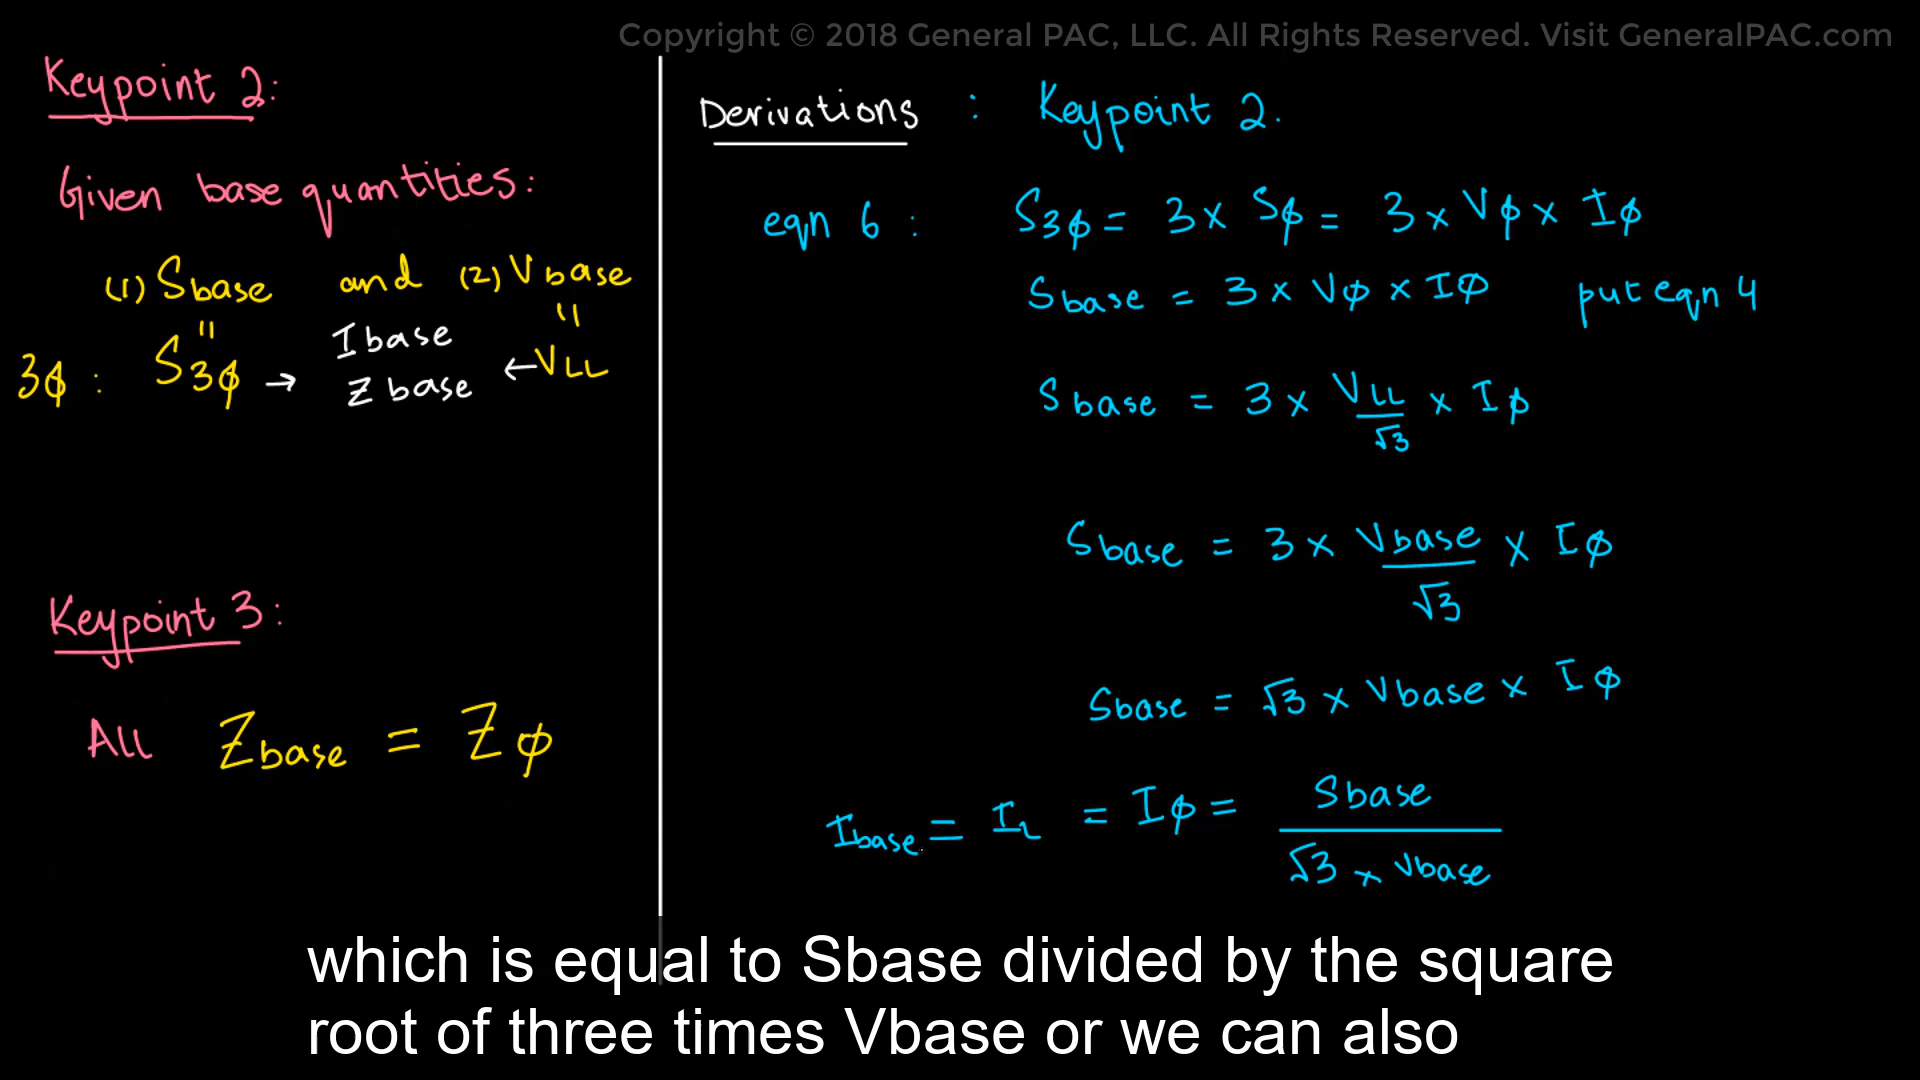 Copyright © 2018 General PAC, LLC. All Rights Reserved. Visit GeneralPAC.com
Keypoint 2:
Given base quantities:
(1) Sbase and (2) Vbase
" Ibase "
3ϕ : S3ϕ → Zbase ← VLL
Keypoint 3:
All Zbase = Zϕ
Derivations : Keypoint 2.
eqn 6 : S3ϕ = 3 × Sϕ = 3 × Vϕ × Iϕ
Sbase = 3 × Vϕ × Iϕ put eqn 4
Sbase = 3 × VLL/√3 × Iϕ
Sbase = 3 × Vbase/√3 × Iϕ
Sbase = √3 × Vbase × Iϕ
Ibase = IL = Iϕ = Sbase/√3 × Vbase
which is equal to Sbase divided by the square
root of three times Vbase or we can also